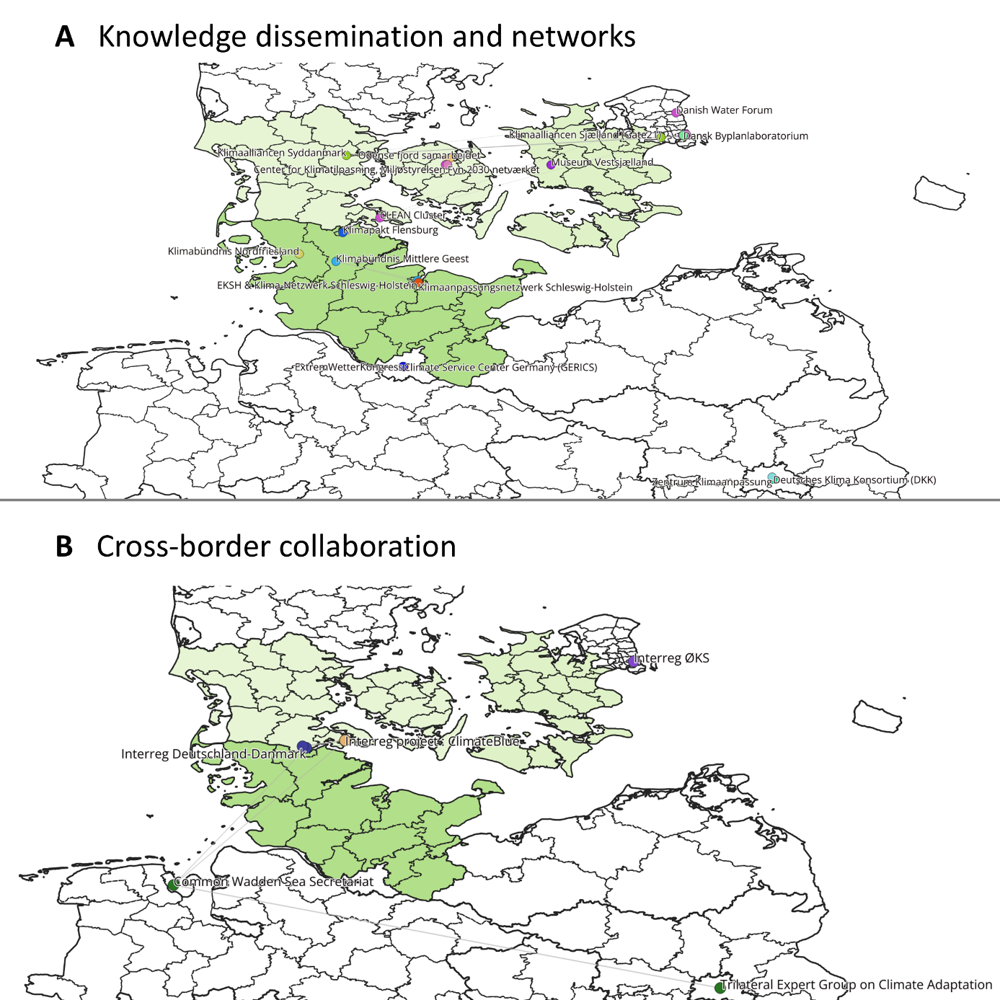 A Knowledge dissemination and networks
Danish Water Forum
Klimaalliancen Sjælland (Gate21)
Dansk Byplanlaboratorium
Klimaalliancen Syddanmark
Odense fjord samarbejdet
Museum Vestsjælland
Center for Klimatilpasning, Miljøstyrelsen
Fyn 2030 netværket
CLEAN Cluster
Klimapakt Flensburg
Klimabündnis Nordfriesland
Klimabündnis Mittlere Geest
EKSH & Klima-Netzwerk Schleswig-Holstein
Klimaanpassungsnetzwerk Schleswig-Holstein
ExtremWetterKongress
Climate Service Center Germany (GERICS)
Zentrum Klimaanpassung
Deutsches Klima Konsortium (DKK)
B Cross-border collaboration
Interreg ØKS
Interreg project: ClimateBlue
Interreg Deutschland-Danmark
Common Wadden Sea Secretariat
Trilateral Expert Group on Climate Adaptation